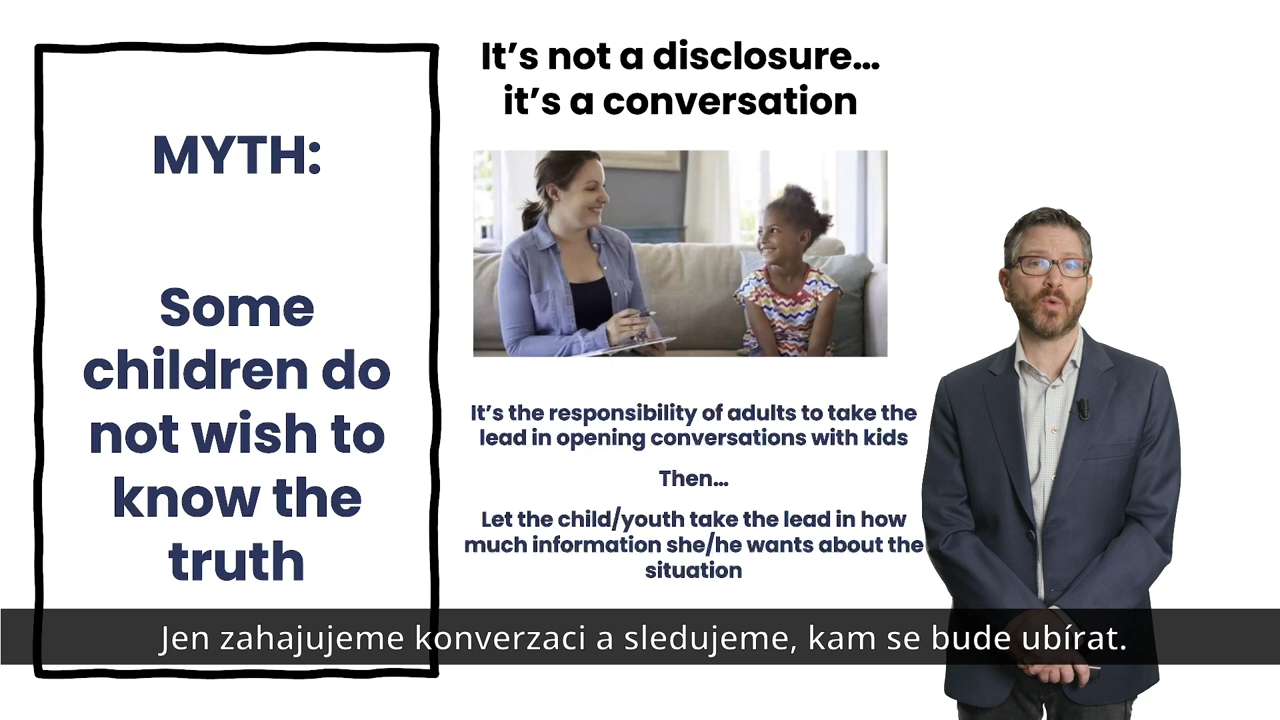 MYTH:
Some
children do
not wish to
know the
truth
It’s not a disclosure…
it’s a conversation
It’s the responsibility of adults to take the
lead in opening conversations with kids
Then…
Let the child/youth take the lead in how
much information she/he wants about the
situation
Jen zahajujeme konverzaci a sledujeme, kam se bude ubírat.